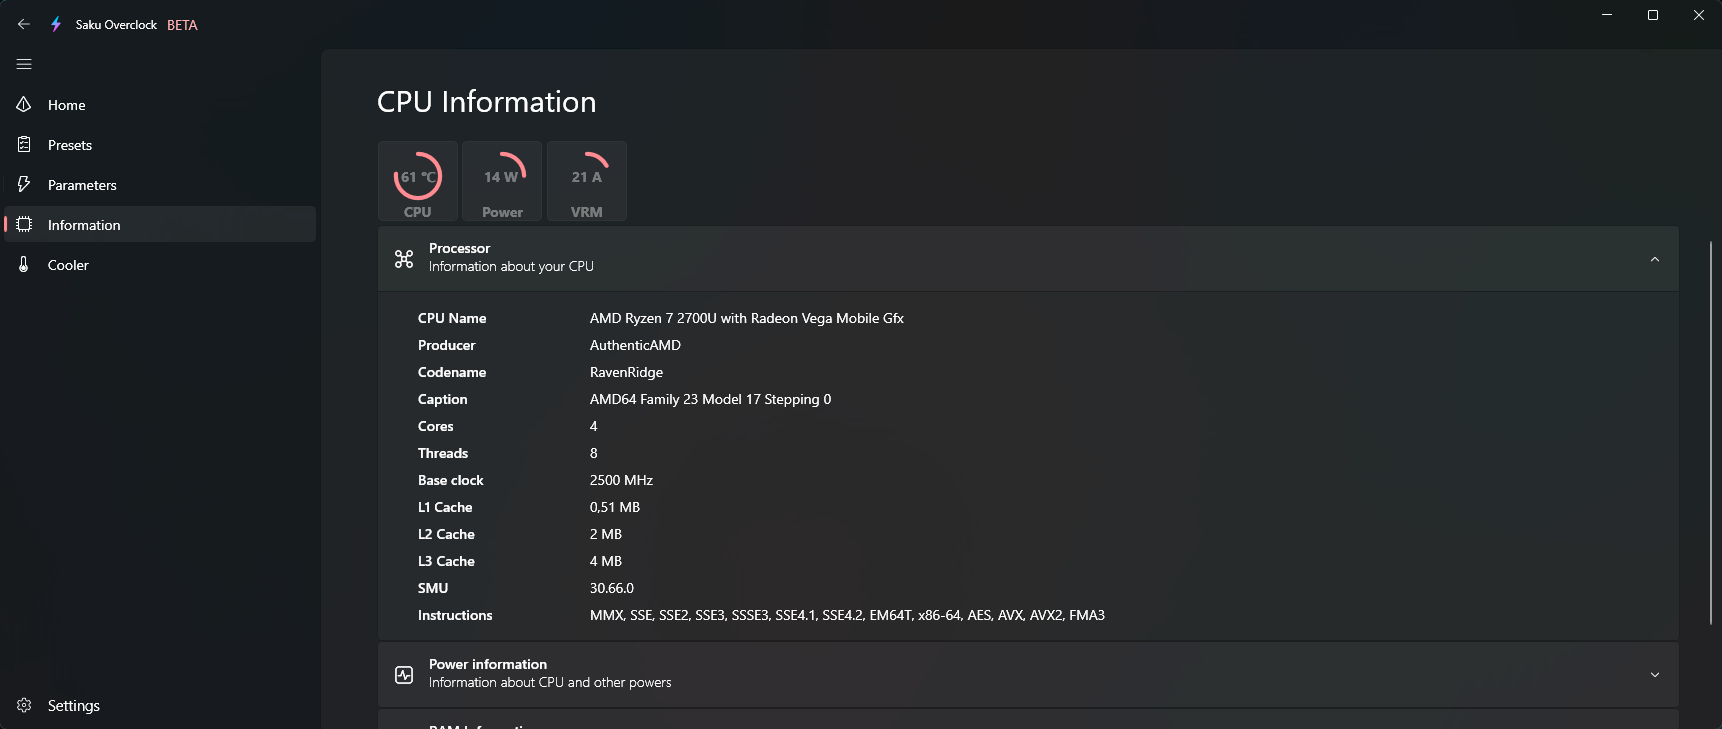 Saku Overclock BETA
Home
Presets
Parameters
Information
Cooler
Settings
CPU Information
61 °C
CPU
14 W
Power
21 A
VRM
Processor
Information about your CPU
CPU Name AMD Ryzen 7 2700U with Radeon Vega Mobile Gfx
Producer AuthenticAMD
Codename RavenRidge
Caption AMD64 Family 23 Model 17 Stepping 0
Cores 4
Threads 8
Base clock 2500 MHz
L1 Cache 0,51 MB
L2 Cache 2 MB
L3 Cache 4 MB
SMU 30.66.0
Instructions MMX, SSE, SSE2, SSE3, SSSE3, SSE4.1, SSE4.2, EM64T, x86-64, AES, AVX, AVX2, FMA3
Power information
Information about CPU and other powers